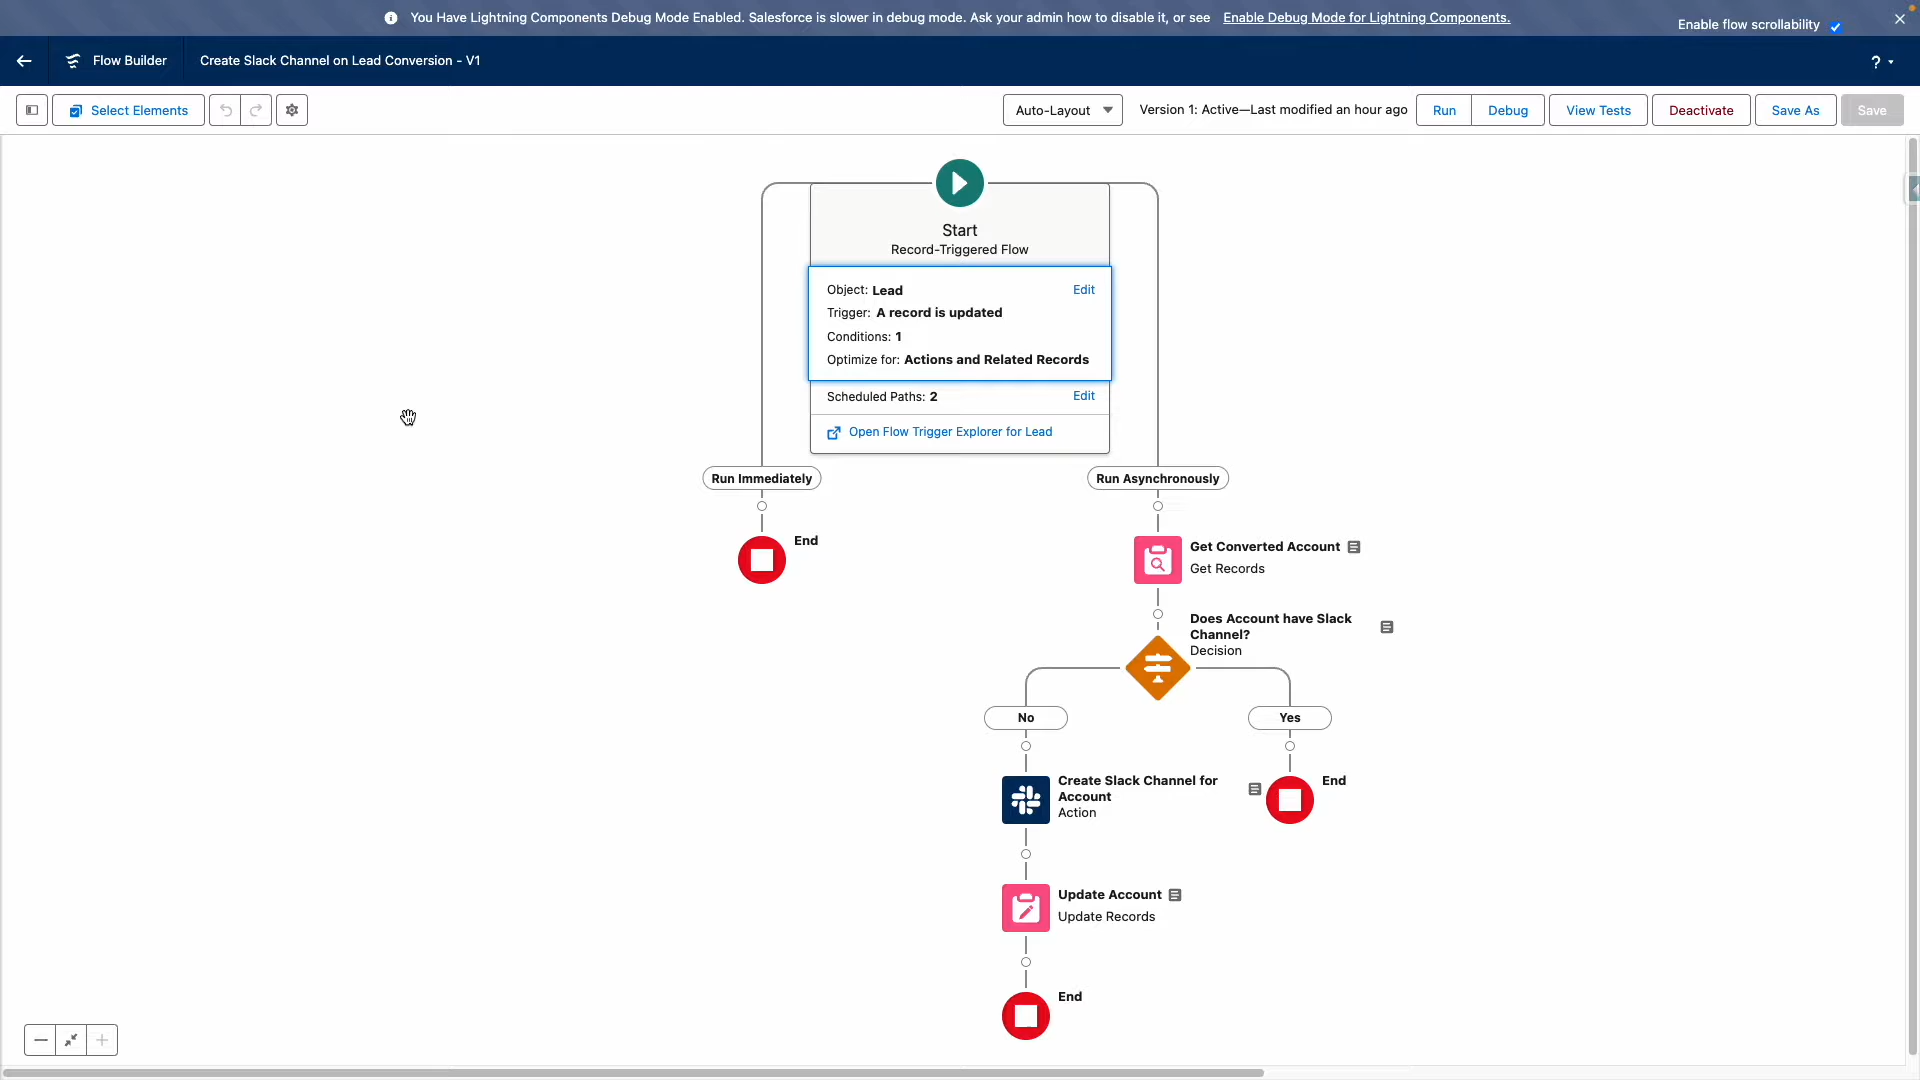 You Have Lightning Components Debug Mode Enabled. Salesforce is slower in debug mode. Ask your admin how to disable it, or see Enable Debug Mode for Lightning Components.
Enable flow scrollability
Flow Builder
Create Slack Channel on Lead Conversion - V1
?
Select Elements
Auto-Layout
Version 1: Active—Last modified an hour ago
Run
Debug
View Tests
Deactivate
Save As
Save
Start
Record-Triggered Flow
Object: Lead
Edit
Trigger: A record is updated
Conditions: 1
Optimize for: Actions and Related Records
Scheduled Paths: 2
Edit
Open Flow Trigger Explorer for Lead
Run Immediately
Run Asynchronously
End
Get Converted Account
Get Records
Does Account have Slack
Channel?
Decision
No
Yes
Create Slack Channel for
Account
Action
End
Update Account
Update Records
End